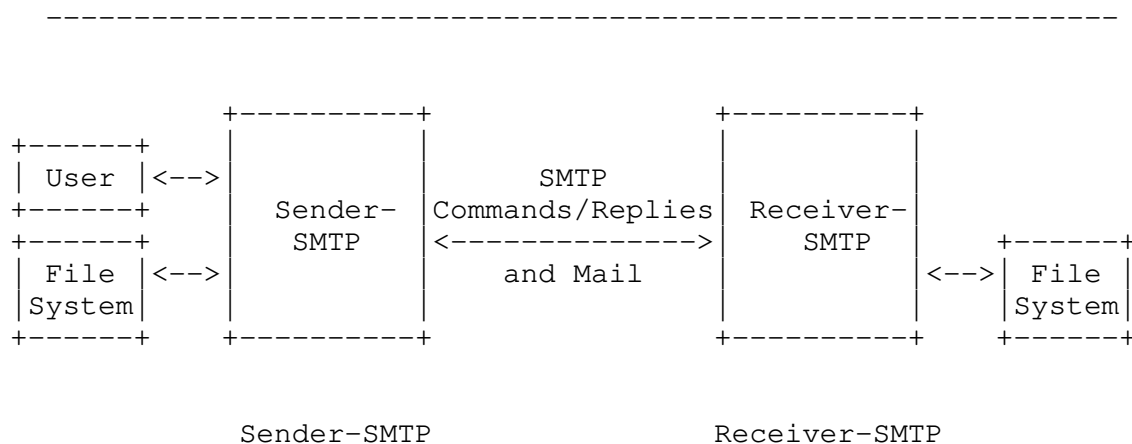 User SMTP
Sender- Commands/Replies Receiver-
SMTP SMTP
File and Mail File
System System
Sender-SMTP Receiver-SMTP